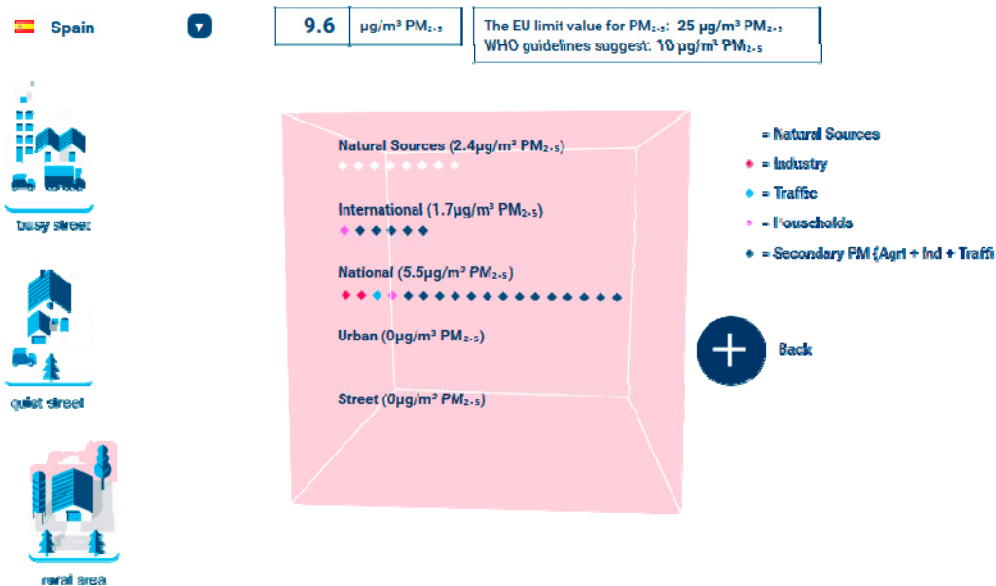 Spain
9.6 µg/m³ PM₂.₅
The EU limit value for PM₂.₅: 25 µg/m³ PM₂.₅
WHO guidelines suggest: 10 µg/m³ PM₂.₅
busy street
quiet street
rural area
Natural Sources (2.4µg/m³ PM₂.₅)
International (1.7µg/m³ PM₂.₅)
National (5.5µg/m³ PM₂.₅)
Urban (0µg/m³ PM₂.₅)
Street (0µg/m³ PM₂.₅)
= Natural Sources
= Industry
= Traffic
= Households
= Secondary PM (Agri + Ind + Traffi
Back